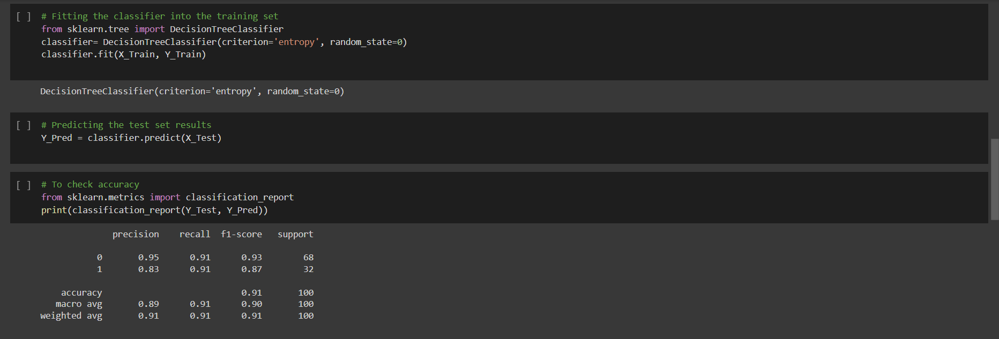 [ ] # Fitting the classifier into the training set
from sklearn.tree import DecisionTreeClassifier
classifier= DecisionTreeClassifier(criterion='entropy', random_state=0)
classifier.fit(X_Train, Y_Train)
DecisionTreeClassifier(criterion='entropy', random_state=0)
[ ] # Predicting the test set results
Y_Pred = classifier.predict(X_Test)
[ ] # To check accuracy
from sklearn.metrics import classification_report
print(classification_report(Y_Test, Y_Pred))
precision recall f1-score support
0 0.95 0.91 0.93 68
1 0.83 0.91 0.87 32
accuracy 0.91 100
macro avg 0.89 0.91 0.90 100
weighted avg 0.91 0.91 0.91 100